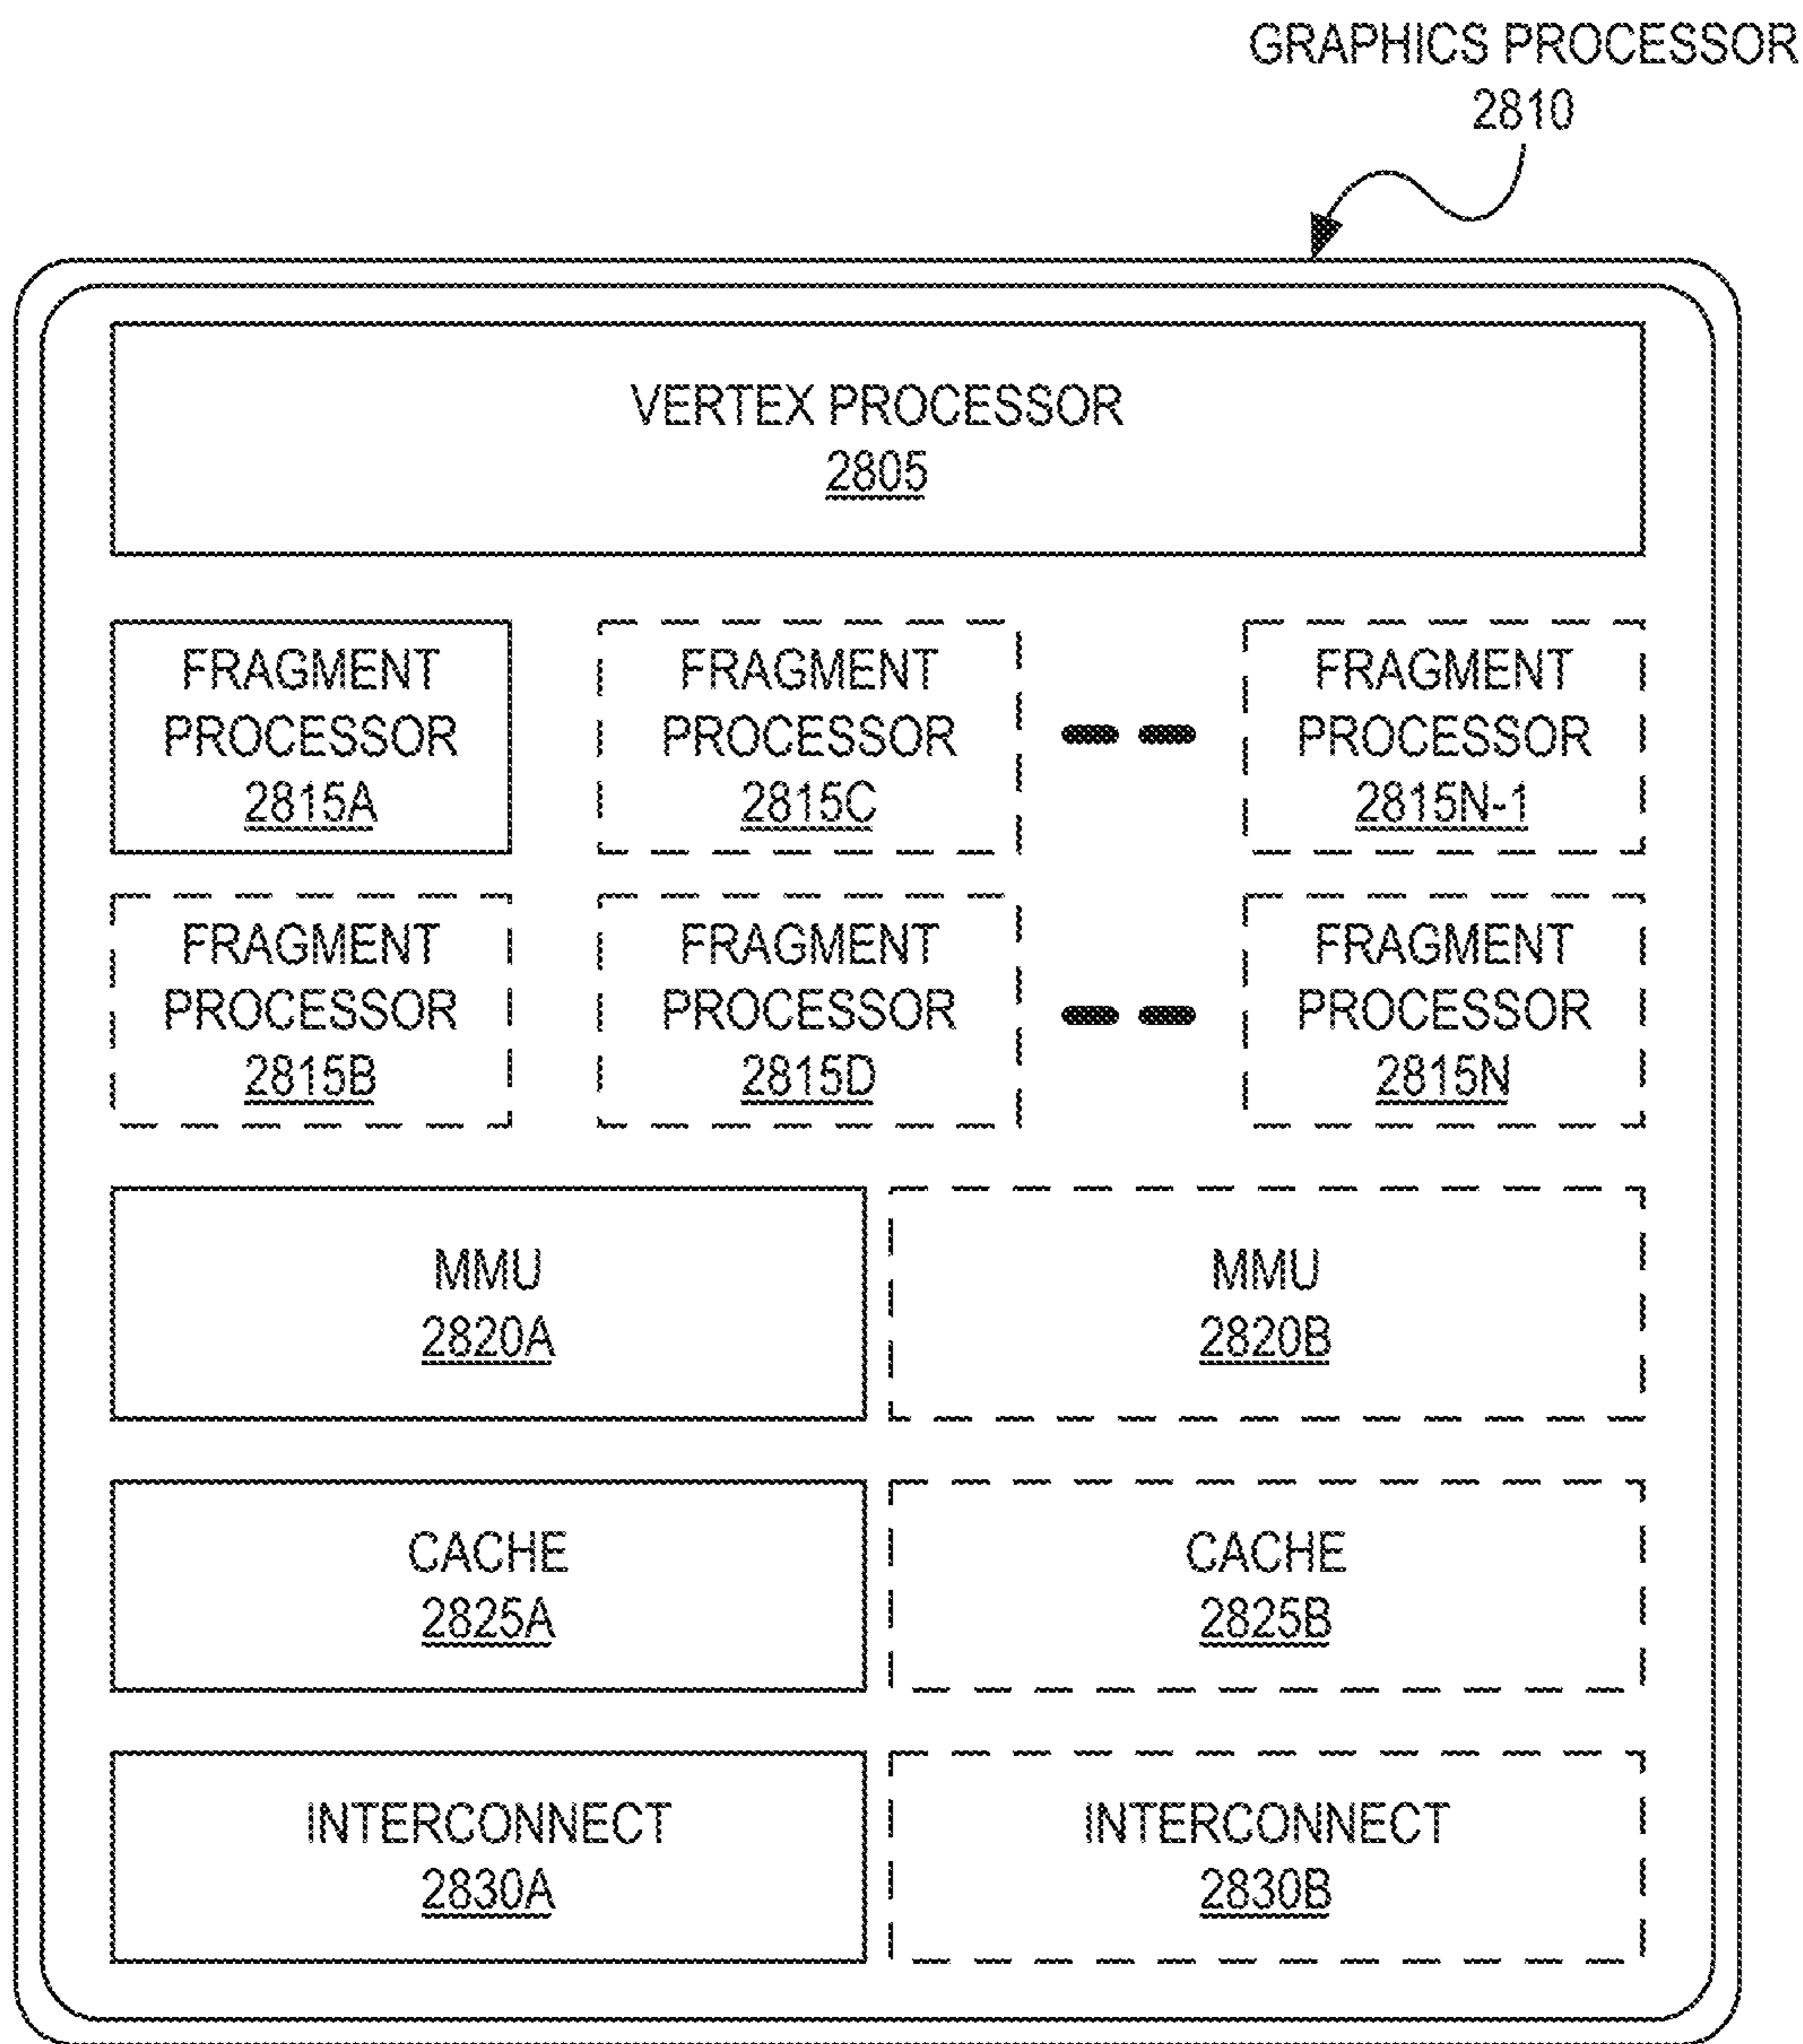 GRAPHICS PROCESSOR
2810
VERTEX PROCESSOR
2805
FRAGMENT
PROCESSOR
2815A
FRAGMENT
PROCESSOR
2815C
FRAGMENT
PROCESSOR
2815N-1
FRAGMENT
PROCESSOR
2815B
FRAGMENT
PROCESSOR
2815D
FRAGMENT
PROCESSOR
2815N
MMU
2820A
MMU
2820B
CACHE
2825A
CACHE
2825B
INTERCONNECT
2830A
INTERCONNECT
2830B